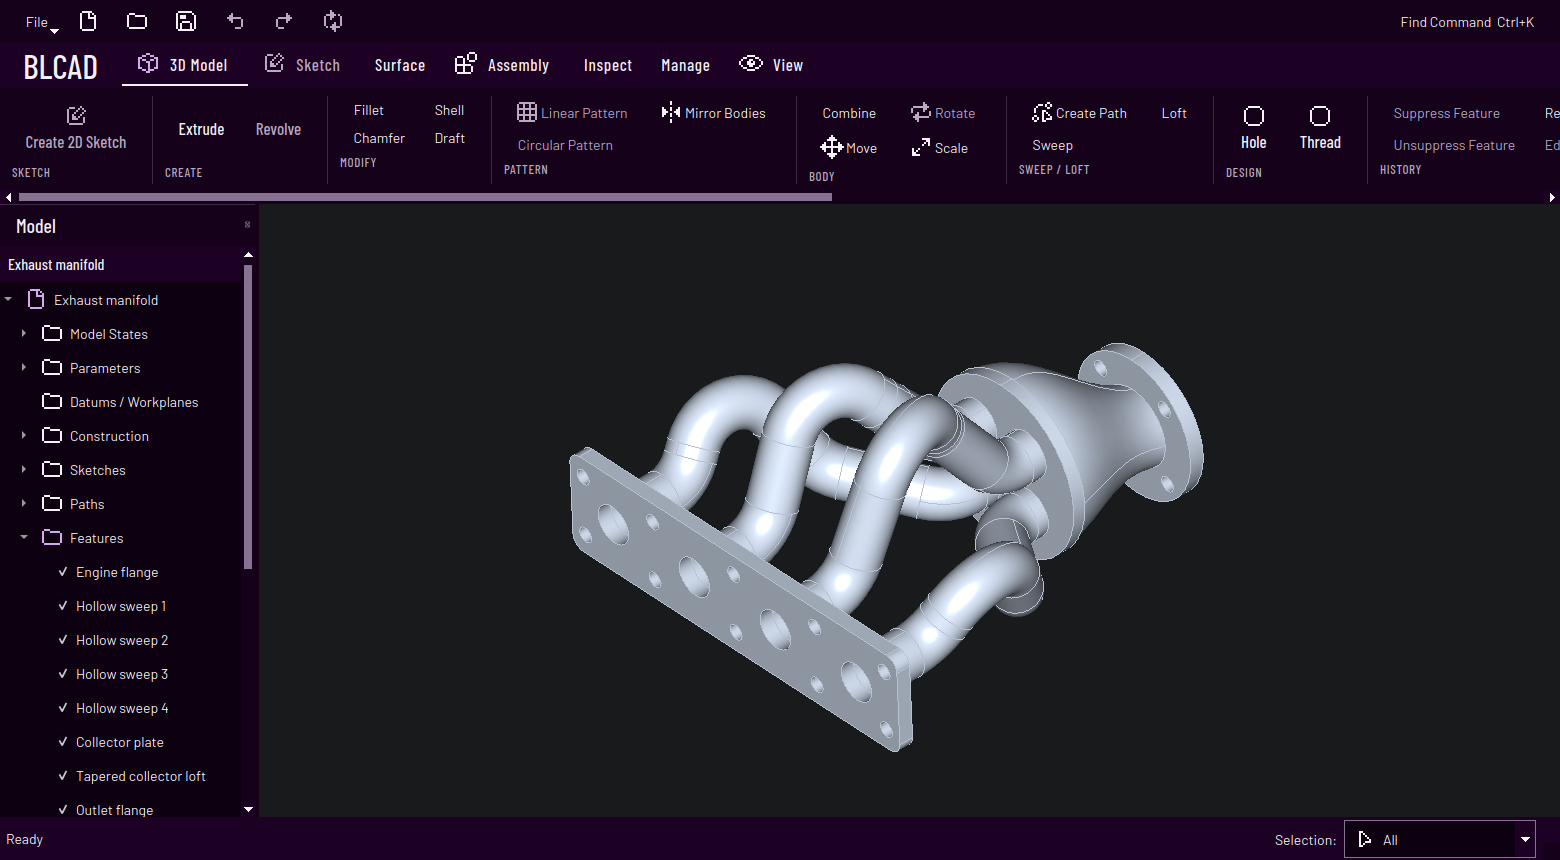 File
Find Command Ctrl+K
BLCAD
3D Model
Sketch
Surface
Assembly
Inspect
Manage
View
Create 2D Sketch
SKETCH
Extrude
Revolve
CREATE
Fillet
Shell
Chamfer
Draft
MODIFY
Linear Pattern
Mirror Bodies
Circular Pattern
PATTERN
Combine
Rotate
Move
Scale
BODY
Create Path
Loft
Sweep
SWEEP / LOFT
Hole
Thread
DESIGN
Suppress Feature
Re
Unsuppress Feature
Ed
HISTORY
Model
Exhaust manifold
Exhaust manifold
Model States
Parameters
Datums / Workplanes
Construction
Sketches
Paths
Features
Engine flange
Hollow sweep 1
Hollow sweep 2
Hollow sweep 3
Hollow sweep 4
Collector plate
Tapered collector loft
Outlet flange
Ready
Selection:
All